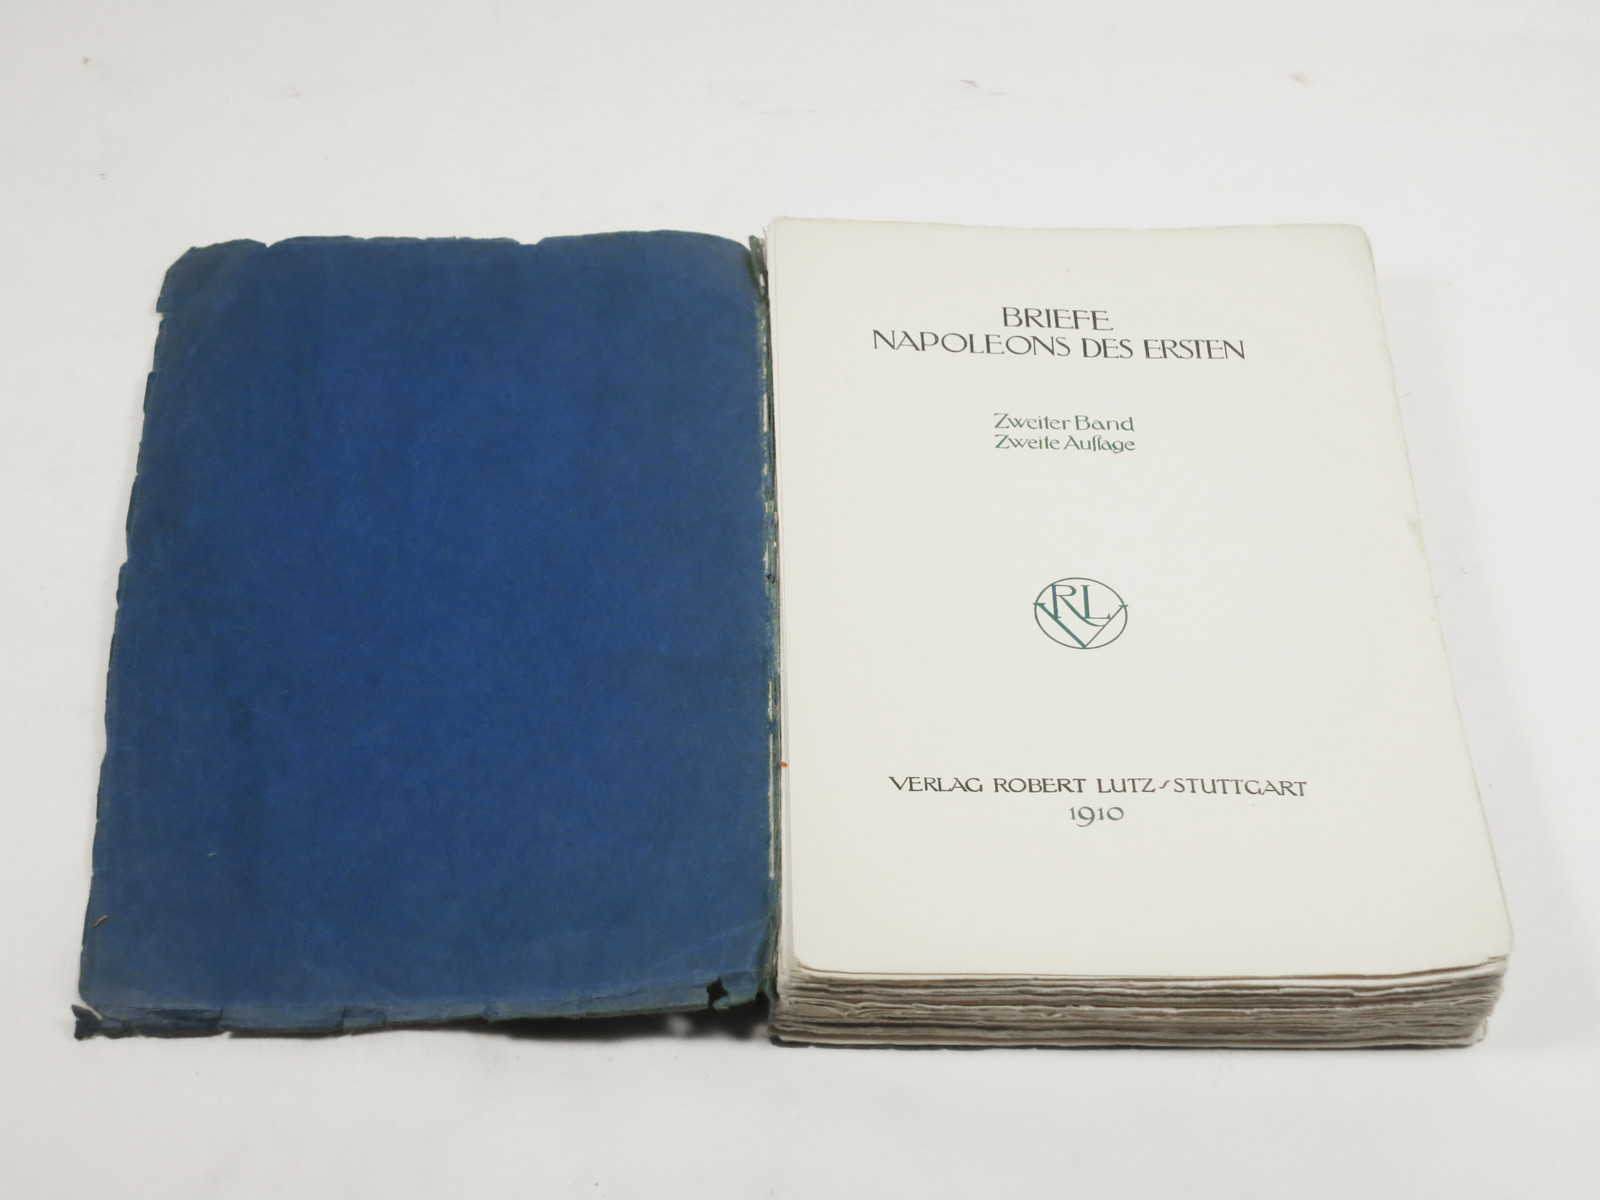 BRIEFE
NAPOLEONS DES ERSTEN
Zweiter Band
Zweite Auflage
RLV
VERLAG ROBERT LUTZ-STUTTGART
1910